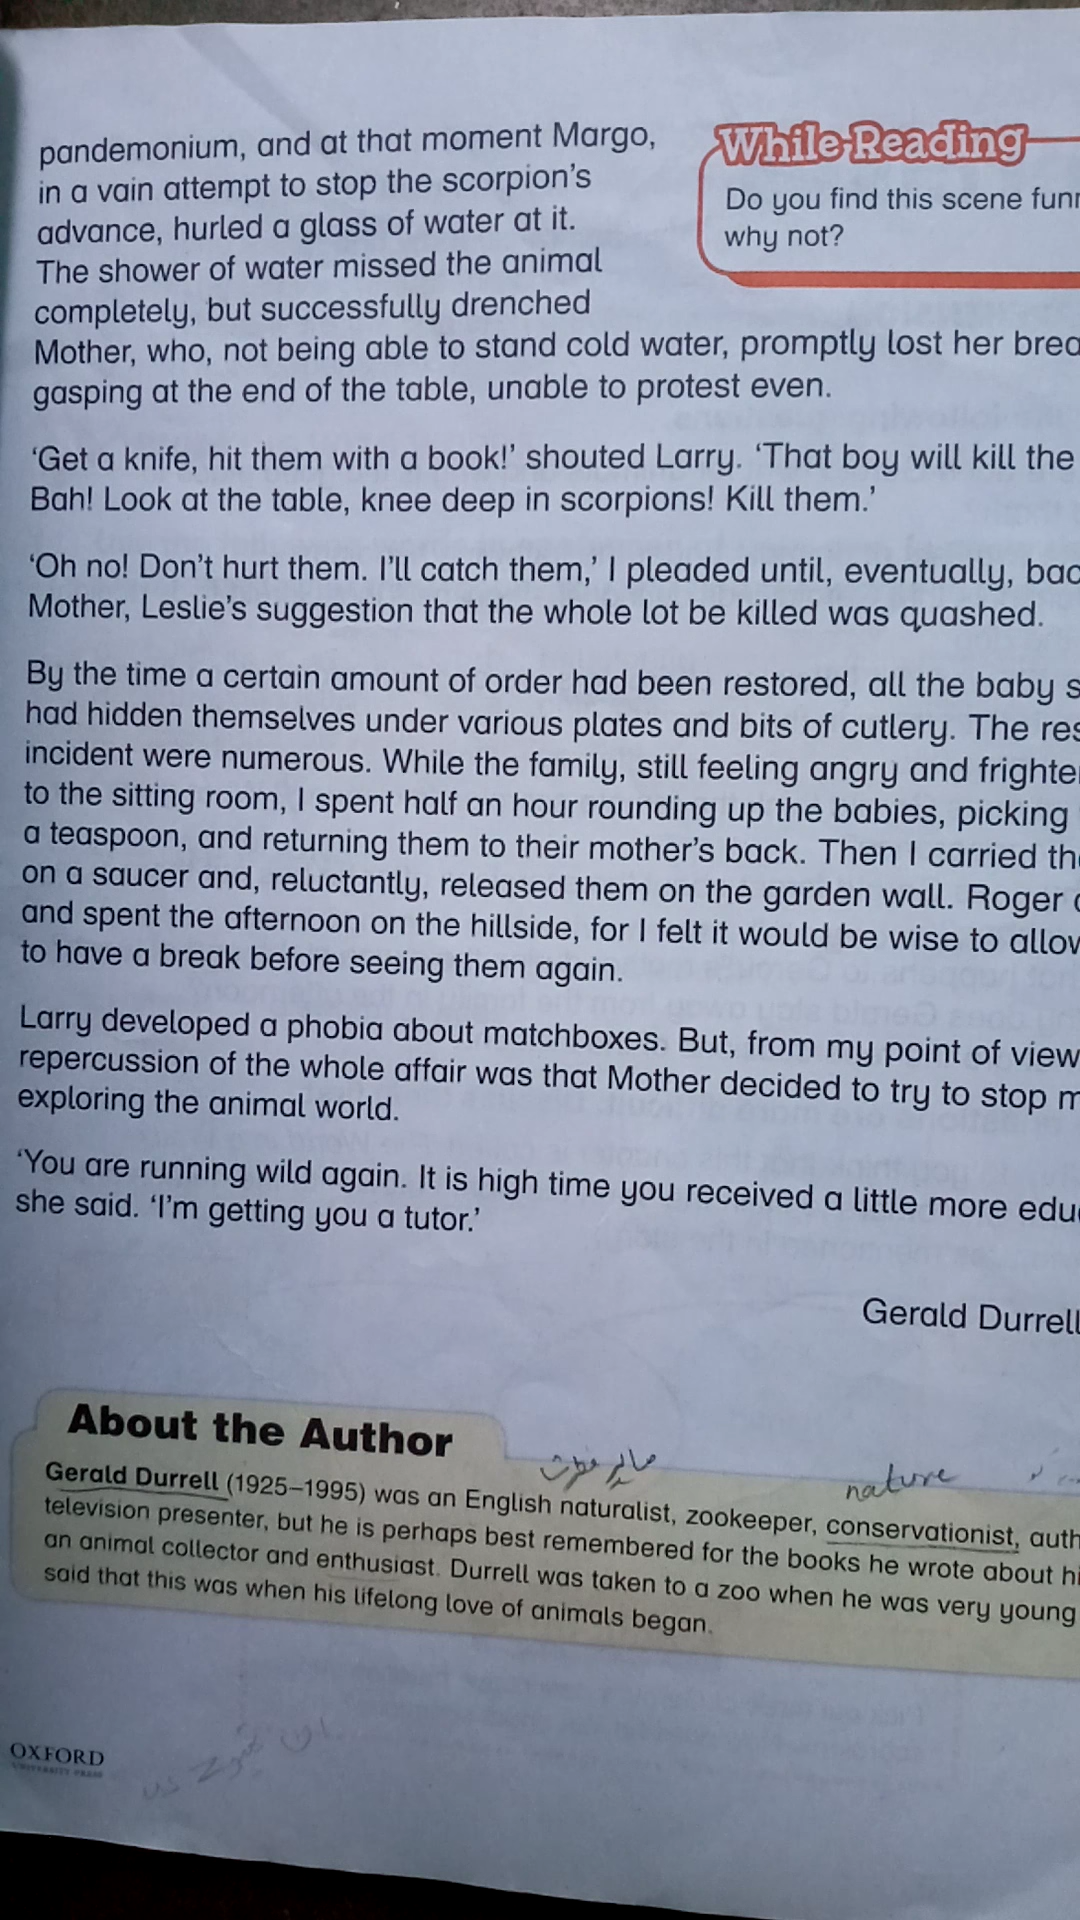 pandemonium, and at that moment Margo,
in a vain attempt to stop the scorpion's
advance, hurled a glass of water at it.
The shower of water missed the animal
completely, but successfully drenched
While-Reading
Do you find this scene
why not?
Mother, who, not being able to stand cold water, promptly lost her
gasping at the end of the table, unable to protest even.
'Get a knife, hit them with a book!' shouted Larry. 'That boy will kill the
Bah! Look at the table, knee deep in scorpions! Kill them.'
'Oh no! Don't hurt them. I'll catch them,' I pleaded until, eventually,
Mother, Leslie's suggestion that the whole lot be killed was quashed.
By the time a certain amount of order had been restored, all the baby
had hidden themselves under various plates and bits of cutlery. The
incident were numerous. While the family, still feeling angry and
to the sitting room, I spent half an hour rounding up the babies, picking
a teaspoon, and returning them to their mother's back. Then I carried
on a saucer and, reluctantly, released them on the garden wall. Roger
and spent the afternoon on the hillside, for I felt it would be wise to
to have a break before seeing them again.
Larry developed a phobia about matchboxes. But, from my point of view
repercussion of the whole affair was that Mother decided to try to stop
exploring the animal world.
'You are running wild again. It is high time you received a little more
she said. 'I'm getting you a tutor.'
Gerald Durrell
About the Author
nature
Gerald Durrell (1925–1995) was an English naturalist, zookeeper, conservationist,
television presenter, but he is perhaps best remembered for the books he wrote about
an animal collector and enthusiast. Durrell was taken to a zoo when he was very young
said that this was when his lifelong love of animals began.
OXFORD
UNIVERSITY PRESS